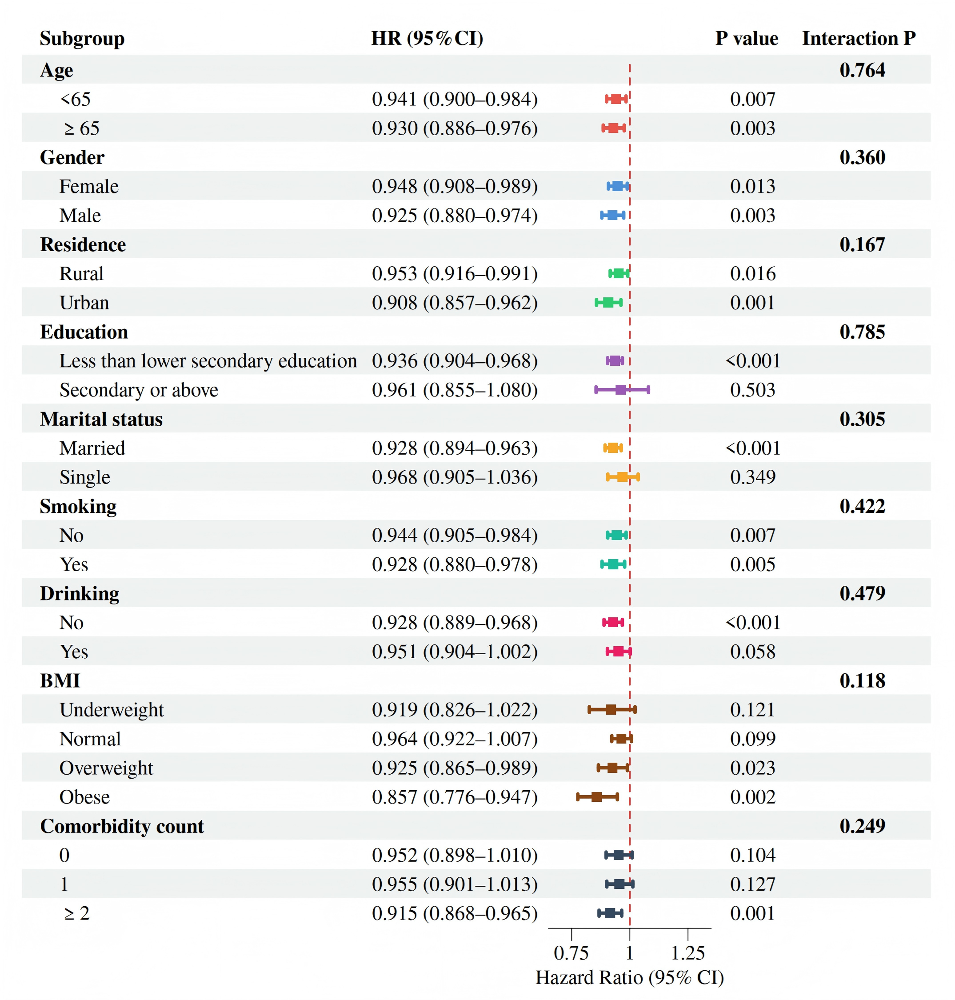 Subgroup HR (95%CI) P value Interaction P
Age 0.764
<65 0.941 (0.900–0.984) 0.007
≥ 65 0.930 (0.886–0.976) 0.003
Gender 0.360
Female 0.948 (0.908–0.989) 0.013
Male 0.925 (0.880–0.974) 0.003
Residence 0.167
Rural 0.953 (0.916–0.991) 0.016
Urban 0.908 (0.857–0.962) 0.001
Education 0.785
Less than lower secondary education 0.936 (0.904–0.968) <0.001
Secondary or above 0.961 (0.855–1.080) 0.503
Marital status 0.305
Married 0.928 (0.894–0.963) <0.001
Single 0.968 (0.905–1.036) 0.349
Smoking 0.422
No 0.944 (0.905–0.984) 0.007
Yes 0.928 (0.880–0.978) 0.005
Drinking 0.479
No 0.928 (0.889–0.968) <0.001
Yes 0.951 (0.904–1.002) 0.058
BMI 0.118
Underweight 0.919 (0.826–1.022) 0.121
Normal 0.964 (0.922–1.007) 0.099
Overweight 0.925 (0.865–0.989) 0.023
Obese 0.857 (0.776–0.947) 0.002
Comorbidity count 0.249
0 0.952 (0.898–1.010) 0.104
1 0.955 (0.901–1.013) 0.127
≥ 2 0.915 (0.868–0.965) 0.001
0.75 1 1.25
Hazard Ratio (95% CI)